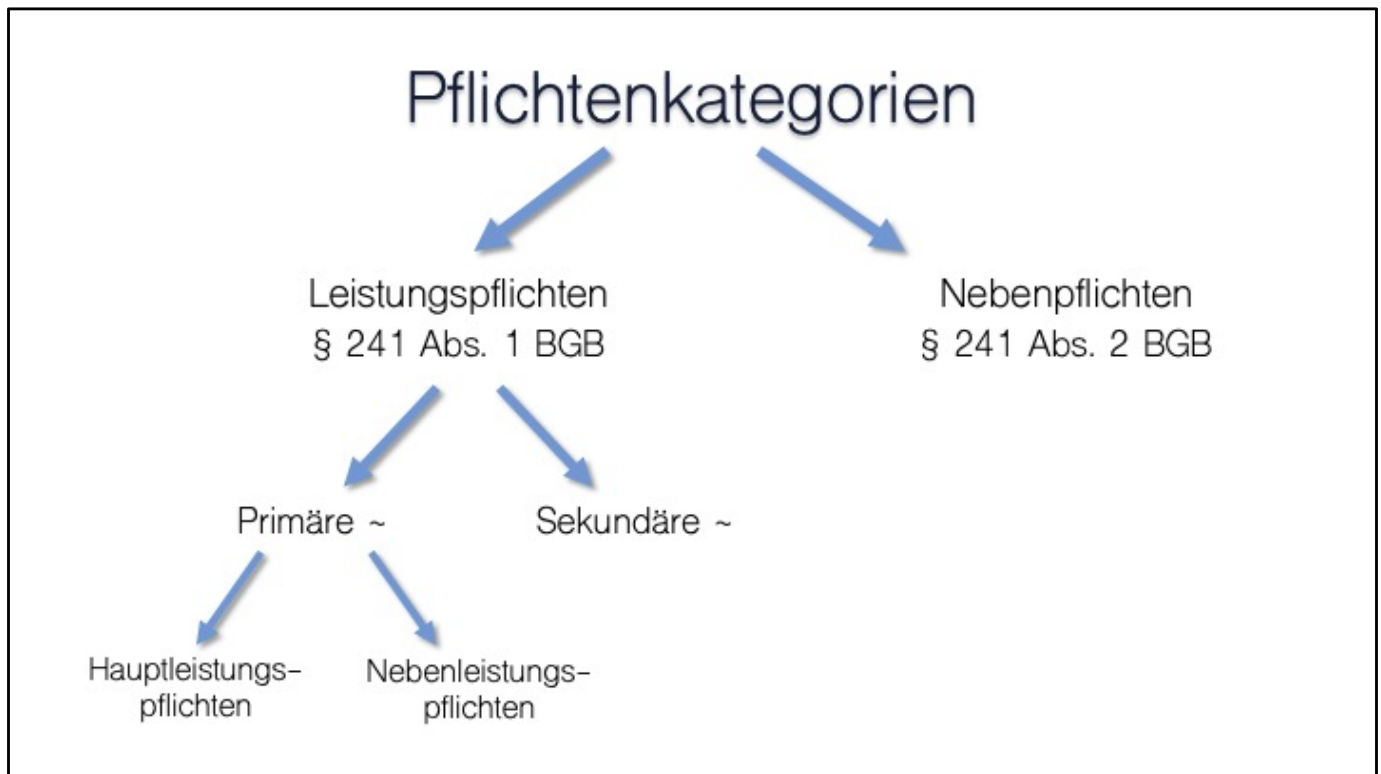 Pflichtenkategorien
Leistungspflichten
§ 241 Abs. 1 BGB
Nebenpflichten
§ 241 Abs. 2 BGB
Primäre ~
Sekundäre ~
Hauptleistungs-
pflichten
Nebenleistungs-
pflichten